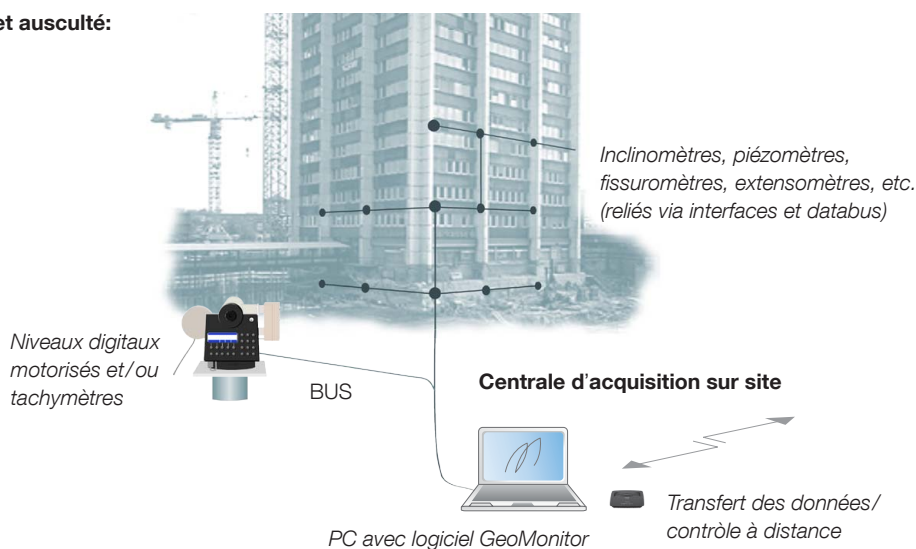 et ausculté:
Inclinomètres, piézomètres,
fissuromètres, extensomètres, etc.
(reliés via interfaces et databus)
Niveaux digitaux
motorisés et/ou
tachymètres
BUS
Centrale d'acquisition sur site
Transfert des données/
contrôle à distance
PC avec logiciel GeoMonitor